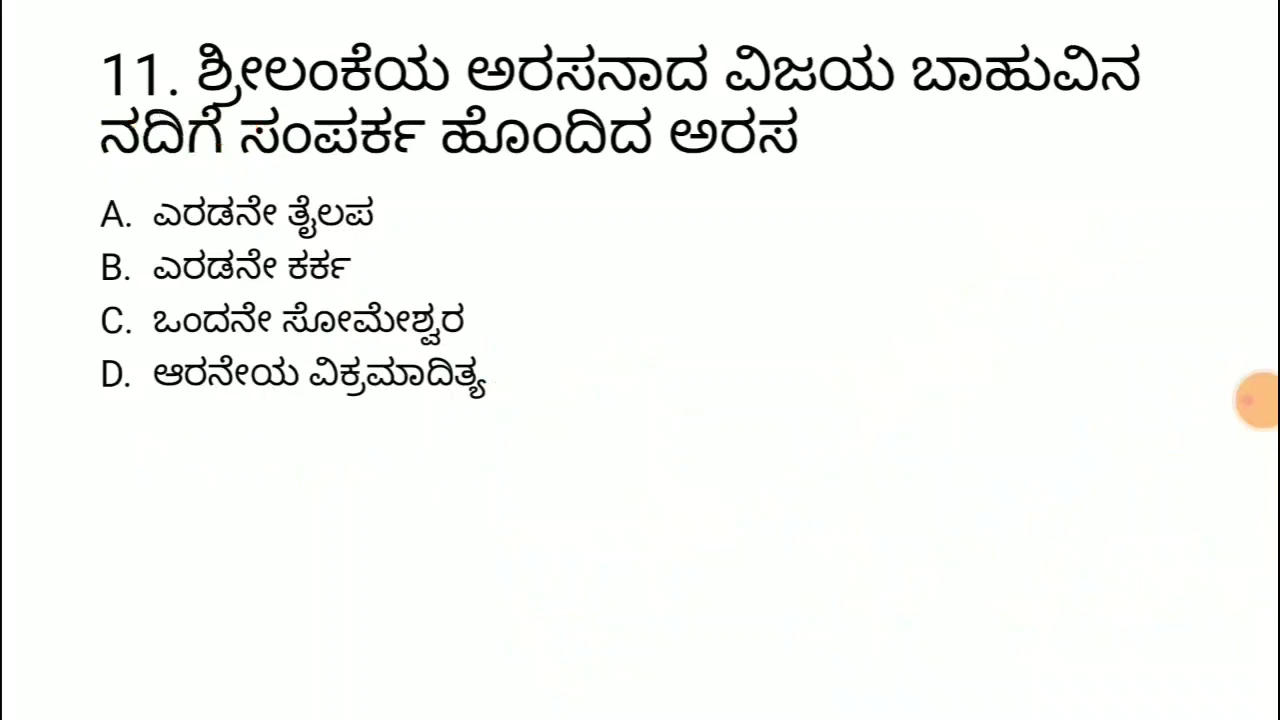 11. ಶ್ರೀಲಂಕೆಯ ಅರಸನಾದ ವಿಜಯ ಬಾಹುವಿನ
ನದಿಗೆ ಸಂಪರ್ಕ ಹೊಂದಿದ ಅರಸ
A. ಎರಡನೇ ತೈಲಪ
B. ಎರಡನೇ ಕರ್ಕ
C. ಒಂದನೇ ಸೋಮೇಶ್ವರ
D. ಆರನೇಯ ವಿಕ್ರಮಾದಿತ್ಯ